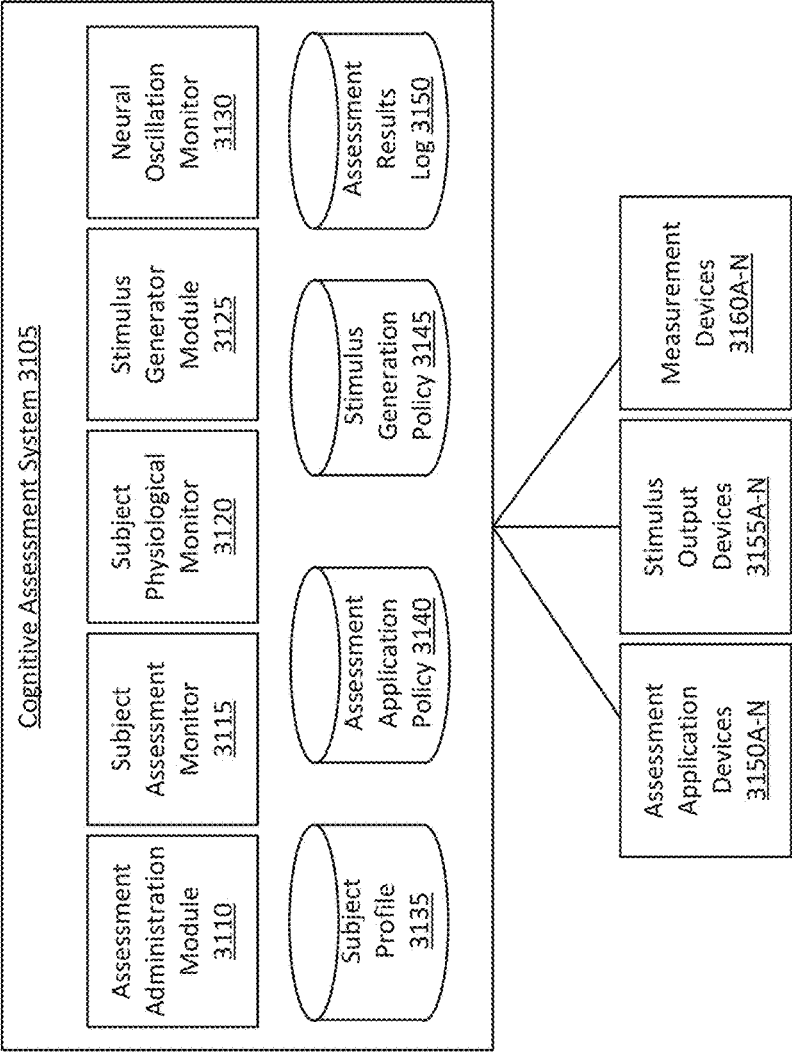 Cognitive Assessment System 3105
Assessment
Administration
Module
3110
Subject
Assessment
Monitor
3115
Subject
Physiological
Monitor
3120
Stimulus
Generator
Module
3125
Neural
Oscillation
Monitor
3130
Subject
Profile
3135
Assessment
Application
Policy 3140
Stimulus
Generation
Policy 3145
Assessment
Results
Log 3150
Assessment
Application
Devices
3150A-N
Stimulus
Output
Devices
3155A-N
Measurement
Devices
3160A-N